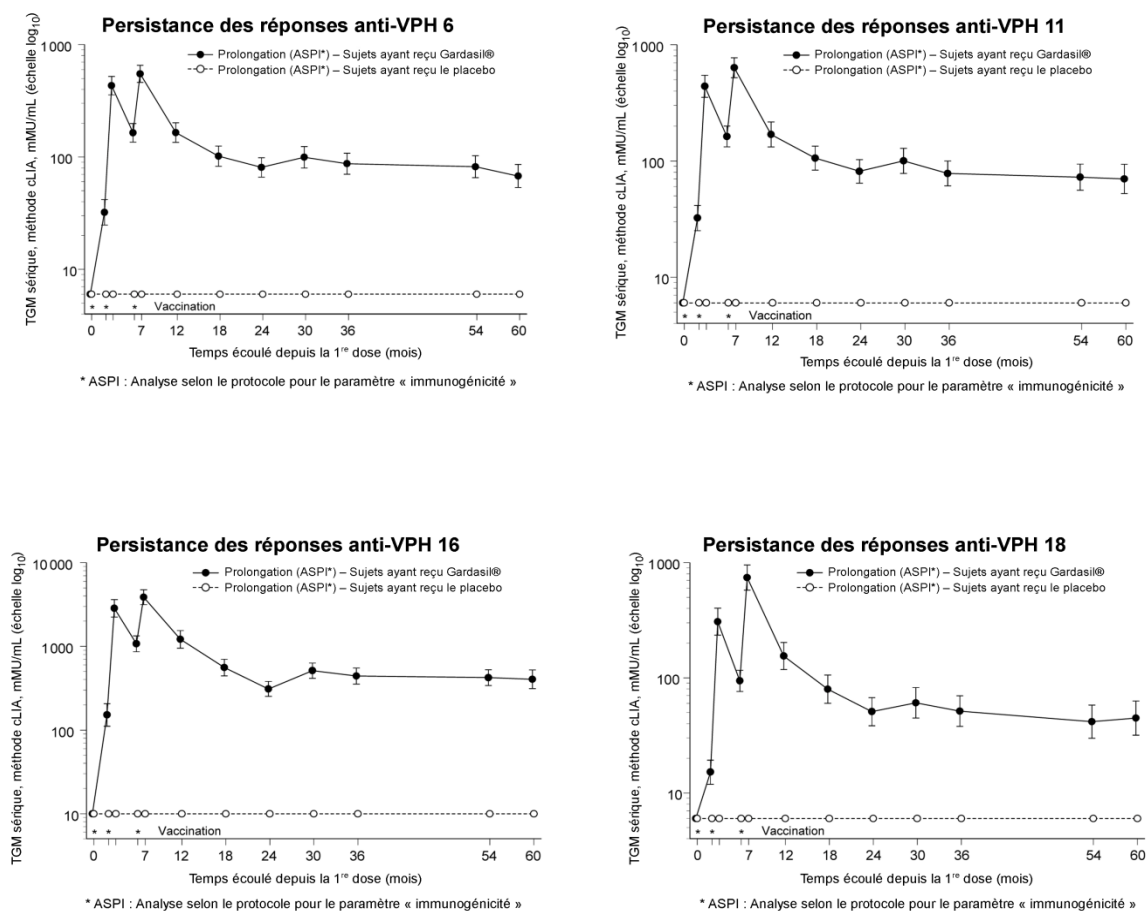 Persistance des réponses anti-VPH 6
Prolongation (ASPI*) – Sujets ayant reçu Gardasil®
Prolongation (ASPI*) – Sujets ayant reçu le placebo
TGM sérique, méthode cLIA, mMU/mL (échelle log10)
1000
100
10
* * * Vaccination
0 7 12 18 24 30 36 54 60
Temps écoulé depuis la 1re dose (mois)
* ASPI : Analyse selon le protocole pour le paramètre « immunogénicité »
Persistance des réponses anti-VPH 11
Prolongation (ASPI*) – Sujets ayant reçu Gardasil®
Prolongation (ASPI*) – Sujets ayant reçu le placebo
TGM sérique, méthode cLIA, mMU/mL (échelle log10)
1000
100
10
* * * Vaccination
0 7 12 18 24 30 36 54 60
Temps écoulé depuis la 1re dose (mois)
* ASPI : Analyse selon le protocole pour le paramètre « immunogénicité »
Persistance des réponses anti-VPH 16
Prolongation (ASPI*) – Sujets ayant reçu Gardasil®
Prolongation (ASPI*) – Sujets ayant reçu le placebo
TGM sérique, méthode cLIA, mMU/mL (échelle log10)
10 000
1000
100
10
* * * Vaccination
0 7 12 18 24 30 36 54 60
Temps écoulé depuis la 1re dose (mois)
* ASPI : Analyse selon le protocole pour le paramètre « immunogénicité »
Persistance des réponses anti-VPH 18
Prolongation (ASPI*) – Sujets ayant reçu Gardasil®
Prolongation (ASPI*) – Sujets ayant reçu le placebo
TGM sérique, méthode cLIA, mMU/mL (échelle log10)
1000
100
10
* * * Vaccination
0 7 12 18 24 30 36 54 60
Temps écoulé depuis la 1re dose (mois)
* ASPI : Analyse selon le protocole pour le paramètre « immunogénicité »